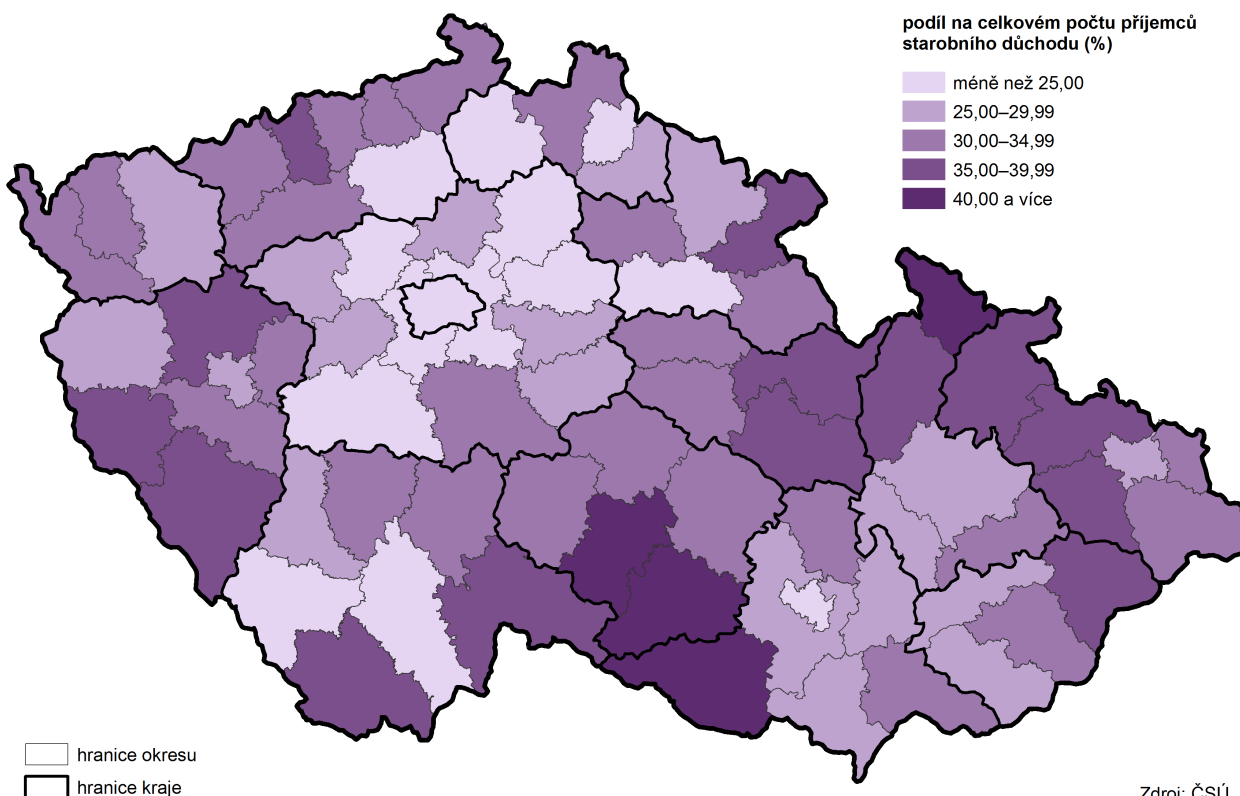 podíl na celkovém počtu příjemců
starobního důchodu (%)
méně než 25,00
25,00–29,99
30,00–34,99
35,00–39,99
40,00 a více
hranice okresu
hranice kraje
Zdroj: ČSÚ